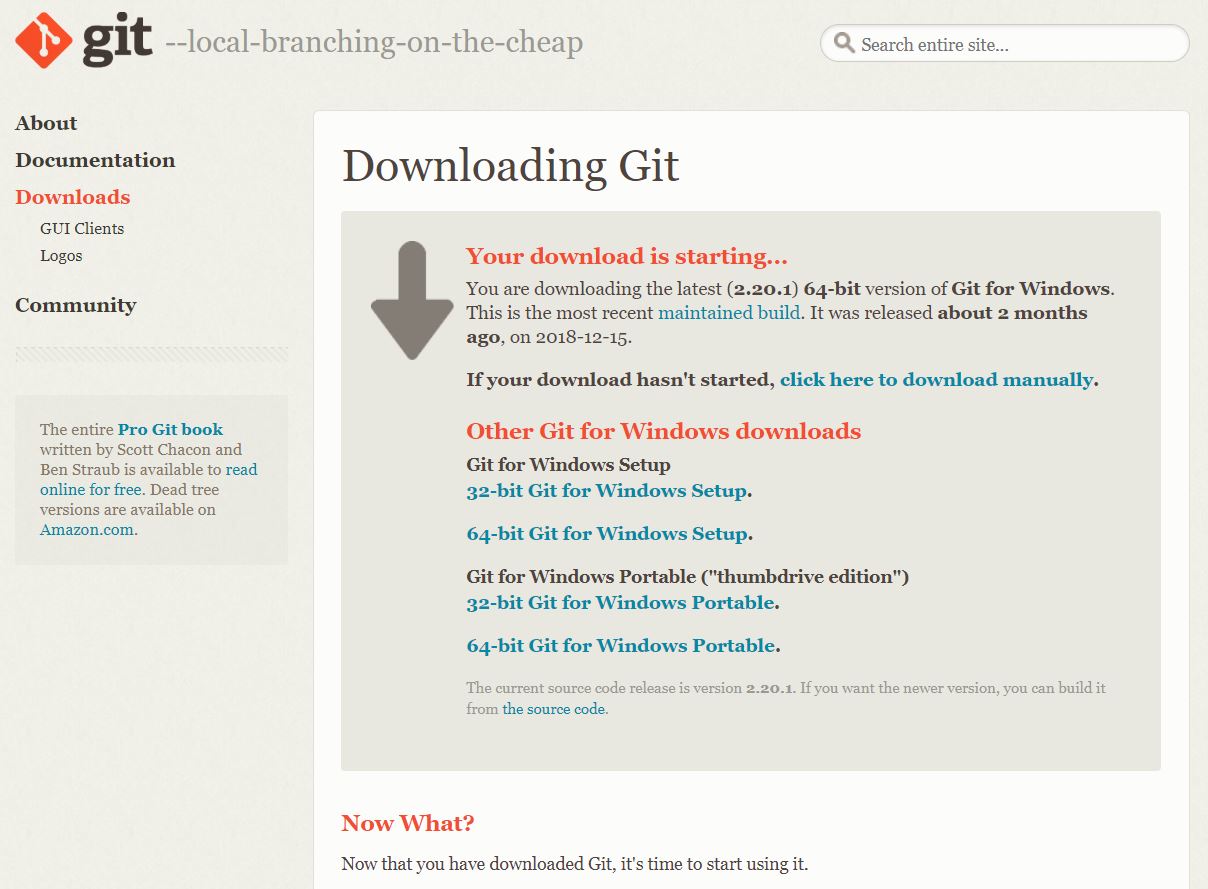 git --local-branching-on-the-cheap
Search entire site...
About
Documentation
Downloads
GUI Clients
Logos
Community
The entire Pro Git book
written by Scott Chacon and
Ben Straub is available to read
online for free. Dead tree
versions are available on
Amazon.com.
Downloading Git
Your download is starting...
You are downloading the latest (2.20.1) 64-bit version of Git for Windows.
This is the most recent maintained build. It was released about 2 months
ago, on 2018-12-15.
If your download hasn't started, click here to download manually.
Other Git for Windows downloads
Git for Windows Setup
32-bit Git for Windows Setup.
64-bit Git for Windows Setup.
Git for Windows Portable ("thumbdrive edition")
32-bit Git for Windows Portable.
64-bit Git for Windows Portable.
The current source code release is version 2.20.1. If you want the newer version, you can build it
from the source code.
Now What?
Now that you have downloaded Git, it's time to start using it.